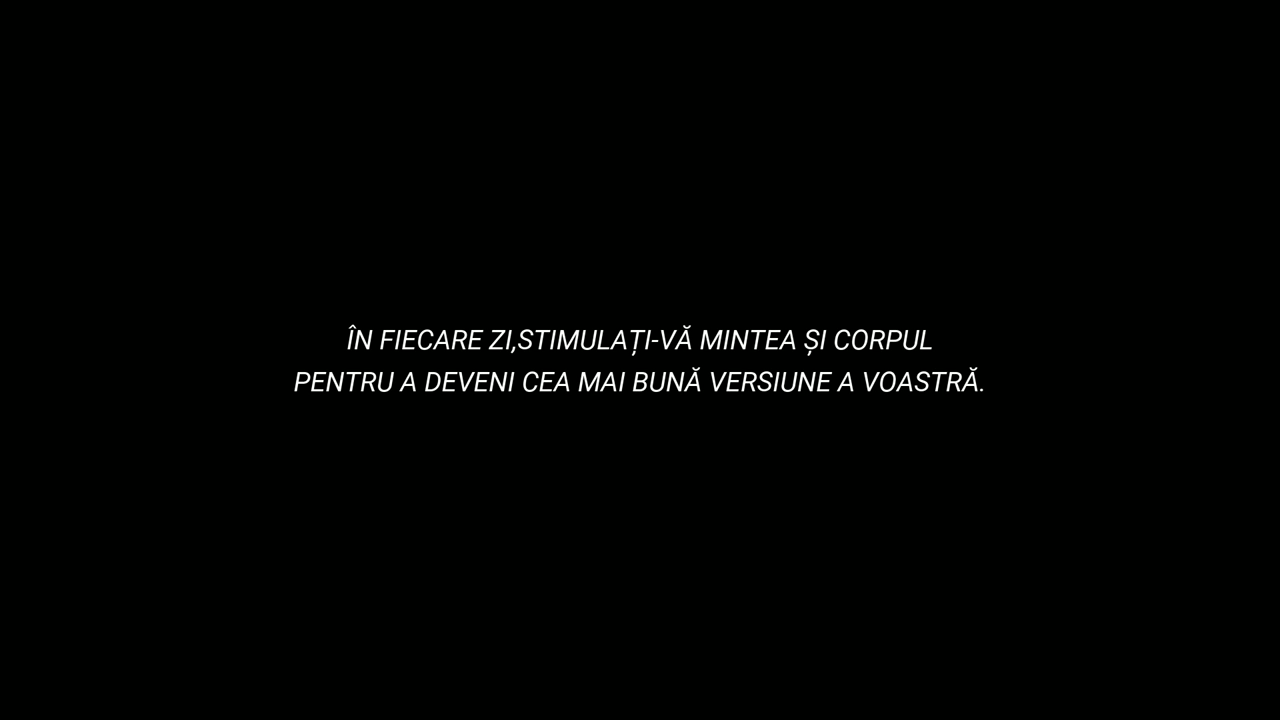 ÎN FIECARE ZI,STIMULAȚI-VĂ MINTEA ȘI CORPUL
PENTRU A DEVENI CEA MAI BUNĂ VERSIUNE A VOASTRĂ.